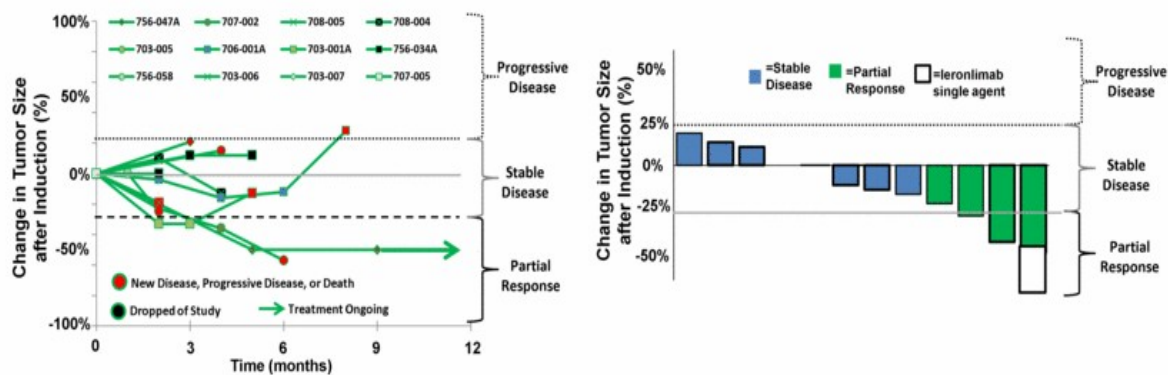 100%
50%
0%
-50%
-100%
Change in Tumor Size
after Induction (%)
756-047A 707-002 708-005 708-004
703-005 706-001A 703-001A 756-034A
756-058 703-006 703-007 707-005
Progressive
Disease
Stable
Disease
Partial
Response
New Disease, Progressive Disease, or Death
Dropped of Study
Treatment Ongoing
0 3 6 9 12
Time (months)
Change in Tumor Size
after Induction (%)
50%
25%
0%
-25%
-50%
=Stable
Disease
=Partial
Response
=leronlimab
single agent
Progressive
Disease
Stable
Disease
Partial
Response